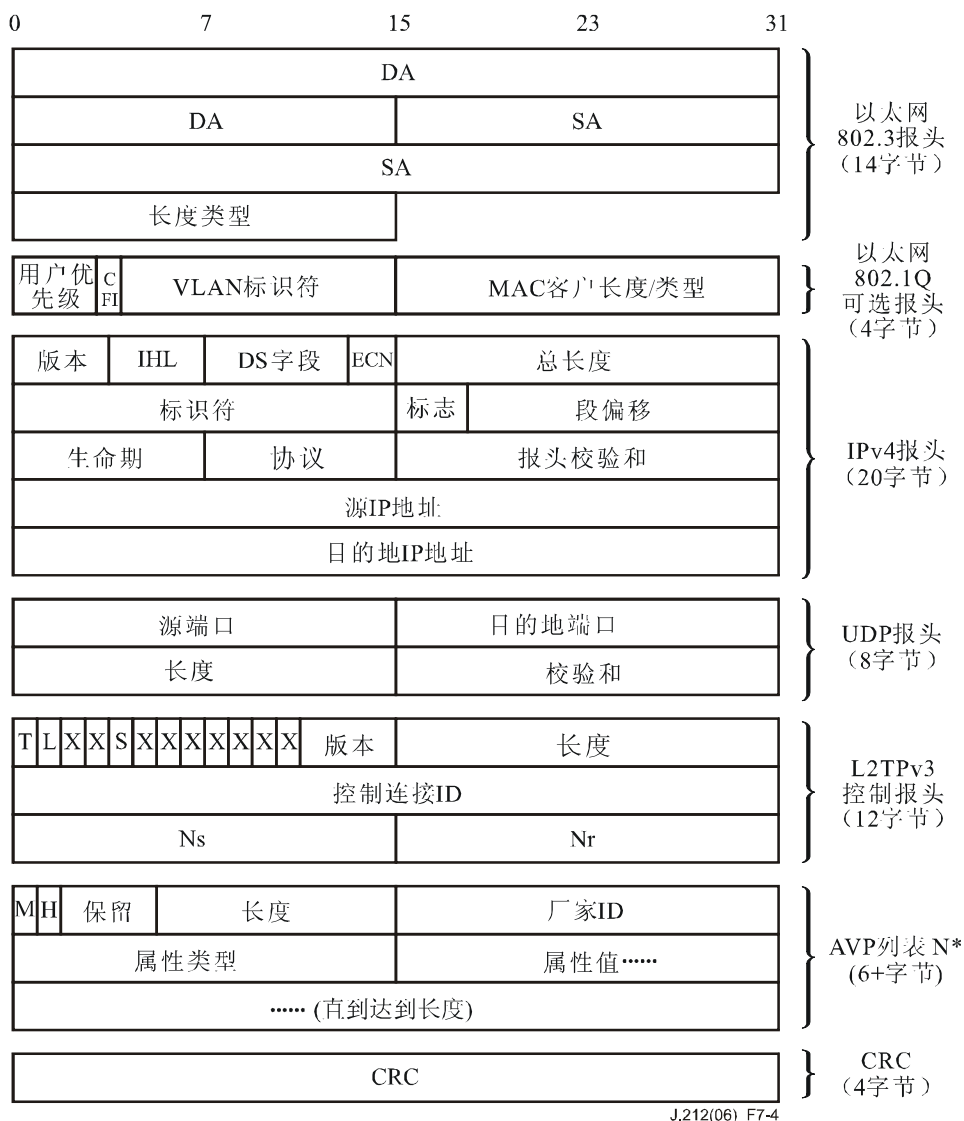 0 7 15 23 31
DA
DA SA
SA
长度类型
以太网
802.3报头
（14字节）
用户优
先级
C
FI
VLAN标识符 MAC客户长度/类型
以太网
802.1Q
可选报头
（4字节）
版本 IHL DS字段 ECN 总长度
标识符 标志 段偏移
生命期 协议 报头校验和
源IP地址
目的地IP地址
IPv4报头
（20字节）
源端口 目的地端口
长度 校验和
UDP报头
（8字节）
T L X X S X X X X X X X 版本 长度
控制连接ID
Ns Nr
L2TPv3
控制报头
（12字节）
M H 保留 长度 厂家ID
属性类型 属性值······
······ (直到达到长度)
AVP列表 N*
(6+字节)
CRC
CRC
（4字节）
J.212(06)_F7-4